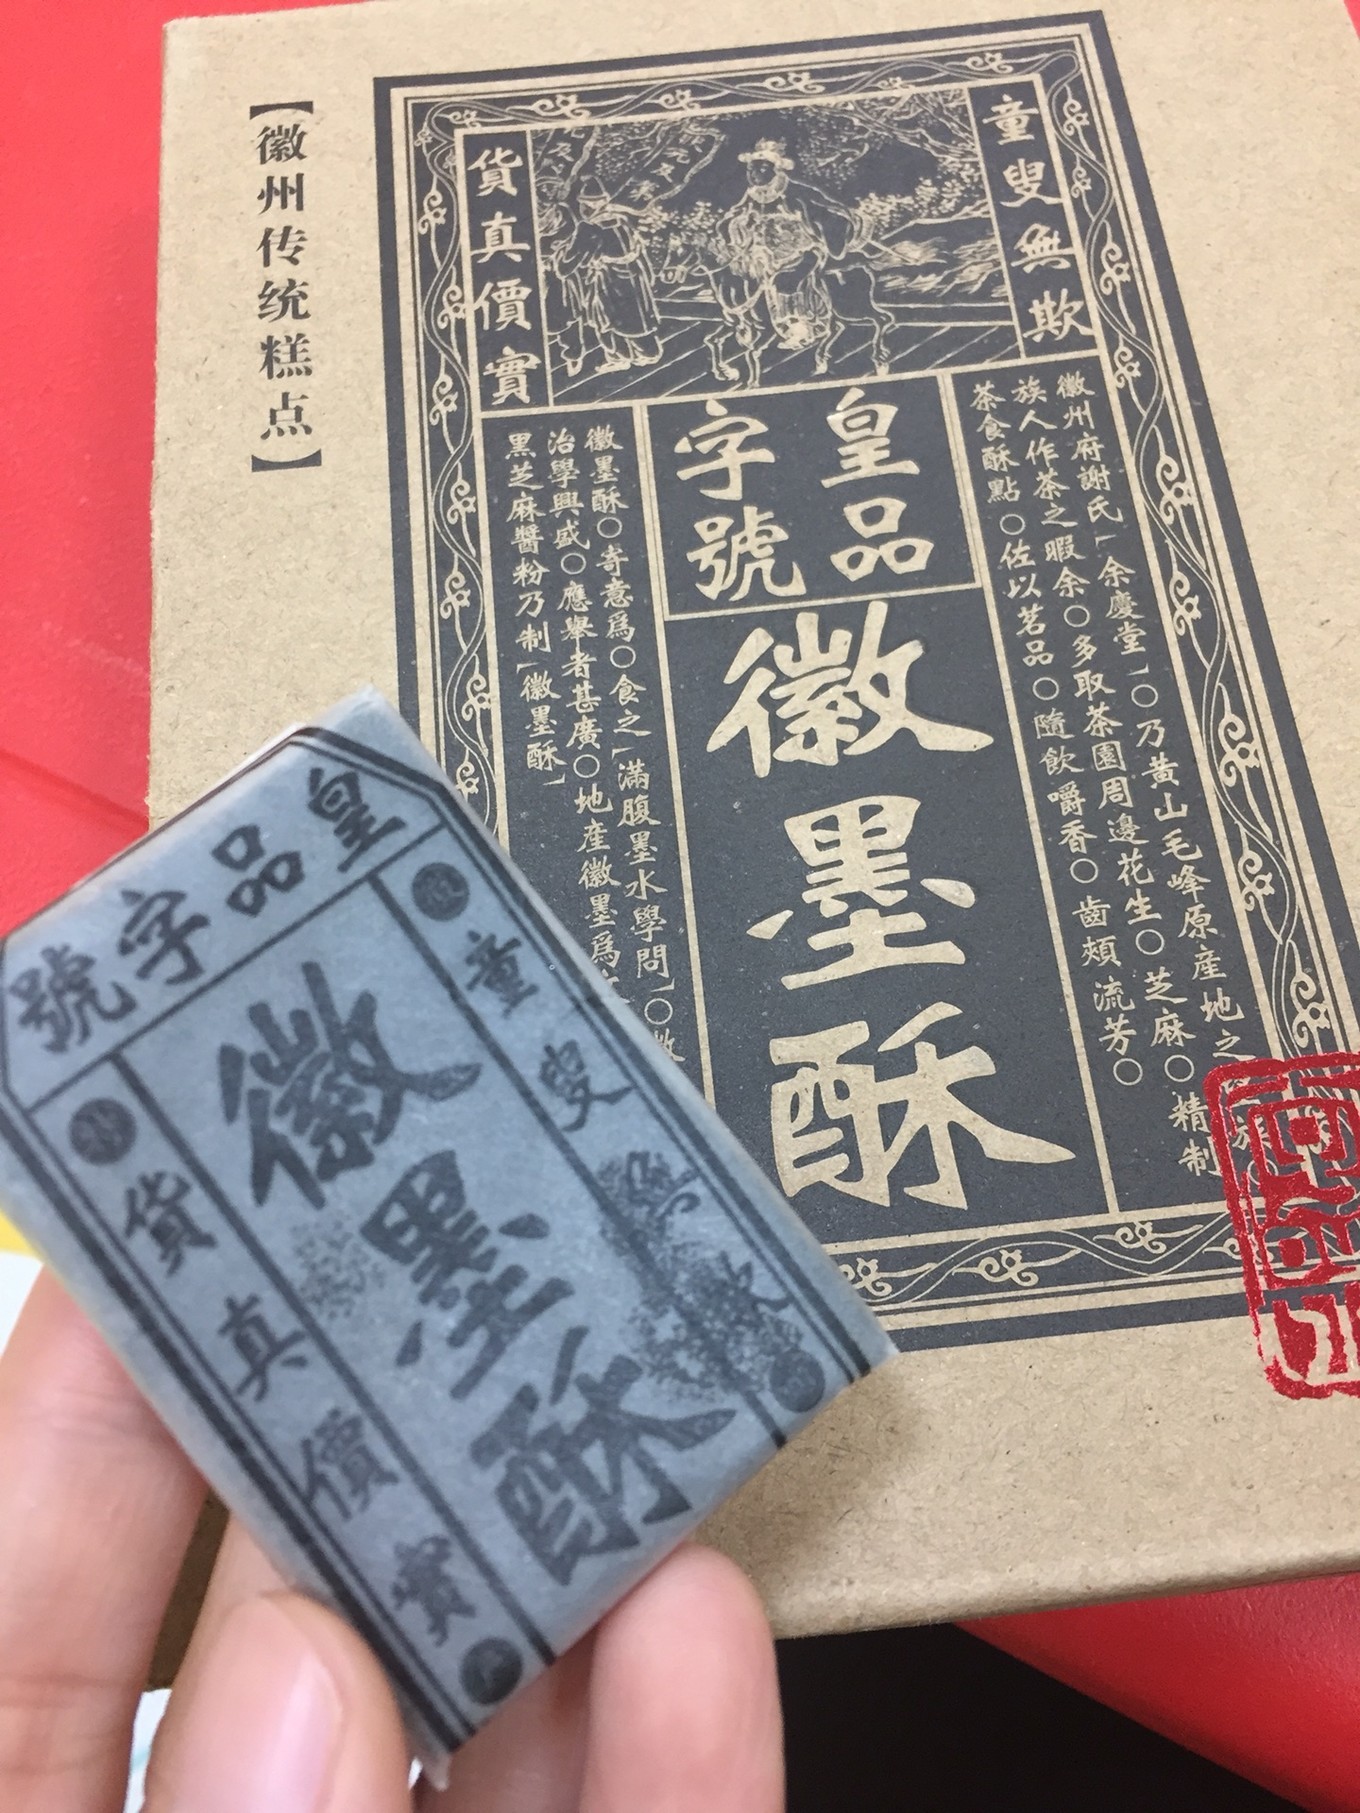 【徽州传统糕点】
童叟無欺
貨真價實
皇品
字號
徽墨酥
徽州府謝氏「余慶堂」○乃黃山毛峰原產地之
族人作茶之暇余○多取茶園周邊花生○芝麻○精制
茶食酥點○佐以茗品○隨飲嚼香○齒頰流芳○
徽墨酥○寄意為○食之「滿腹墨水學問」○徽
治學興盛○應舉者甚廣○地產徽墨爲
黑芝麻醬粉乃制「徽墨酥」
皇品字號
童叟無欺
徽墨酥
貨真價實